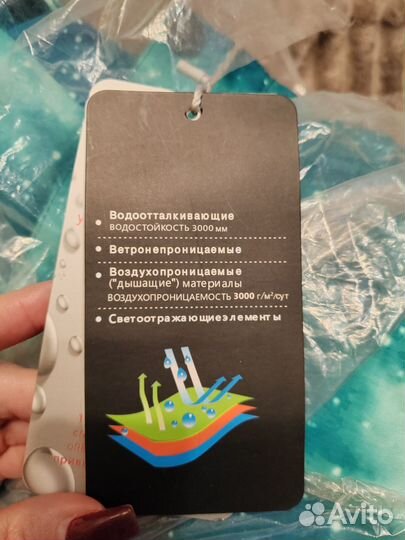 Водоотталкивающие
ВОДОСТОЙКОСТЬ 3000 мм
Ветронепроницаемые
Воздухопроницаемые
("дышащие") материалы
ВОЗДУХОПРОНИЦАЕМОСТЬ 3000 г/м²/сут
Светоотражающие элементы
Avito